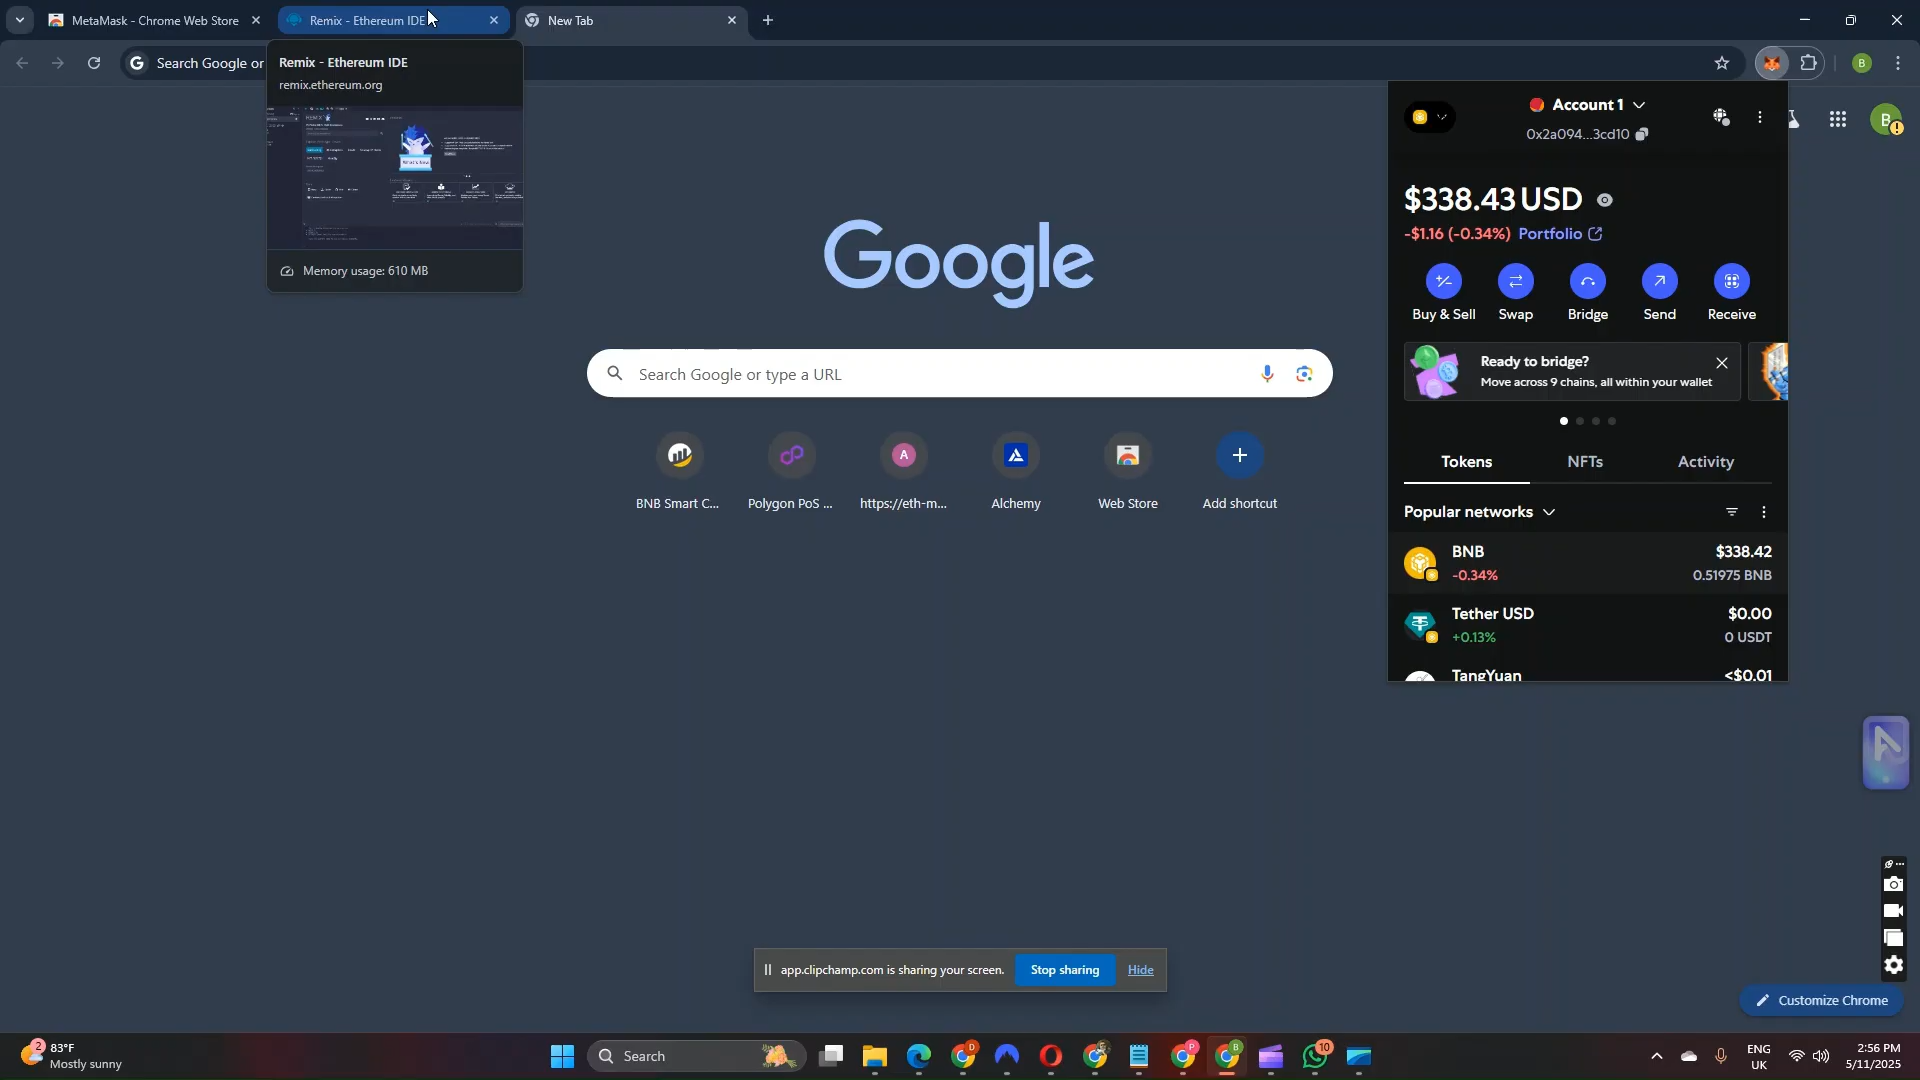 MetaMask - Chrome Web Store
Remix - Ethereum IDE
New Tab
Search Google or
B
Remix - Ethereum IDE
remix.ethereum.org
Memory usage: 610 MB
Account 1
0x2a094...3cd10
B
$338.43 USD
-$1.16 (-0.34%) Portfolio
Buy & Sell
Swap
Bridge
Send
Receive
Ready to bridge?
Move across 9 chains, all within your wallet
Google
Search Google or type a URL
A
BNB Smart C...
Polygon PoS ...
https://eth-m...
Alchemy
Web Store
Add shortcut
Tokens
NFTs
Activity
Popular networks
BNB
$338.42
-0.34%
0.51975 BNB
Tether USD
$0.00
+0.13%
0 USDT
TangYuan
<$0.01
app.clipchamp.com is sharing your screen.
Stop sharing
Hide
Customize Chrome
2
83°F
Mostly sunny
Search
D
P
B
10
ENG
UK
2:56 PM
5/11/2025